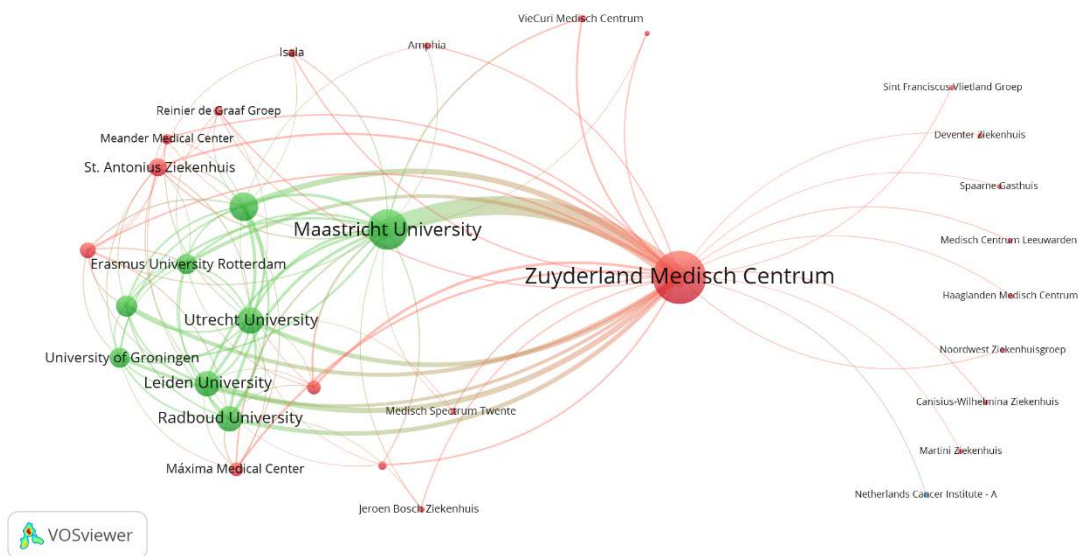 VieCuri Medisch Centrum
Amphia
Isala
Sint Franciscus Vlietland Groep
Reinier de Graaf Groep
Deventer Ziekenhuis
Meander Medical Center
St. Antonius Ziekenhuis
Spaarne Gasthuis
Maastricht University
Medisch Centrum Leeuwarden
Erasmus University Rotterdam
Zuyderland Medisch Centrum
Haaglanden Medisch Centrum
Utrecht University
Noordwest Ziekenhuisgroep
University of Groningen
Leiden University
Canisius-Wilhelmina Ziekenhuis
Medisch Spectrum Twente
Radboud University
Martini Ziekenhuis
Máxima Medical Center
Netherlands Cancer Institute - A
Jeroen Bosch Ziekenhuis
VOSviewer